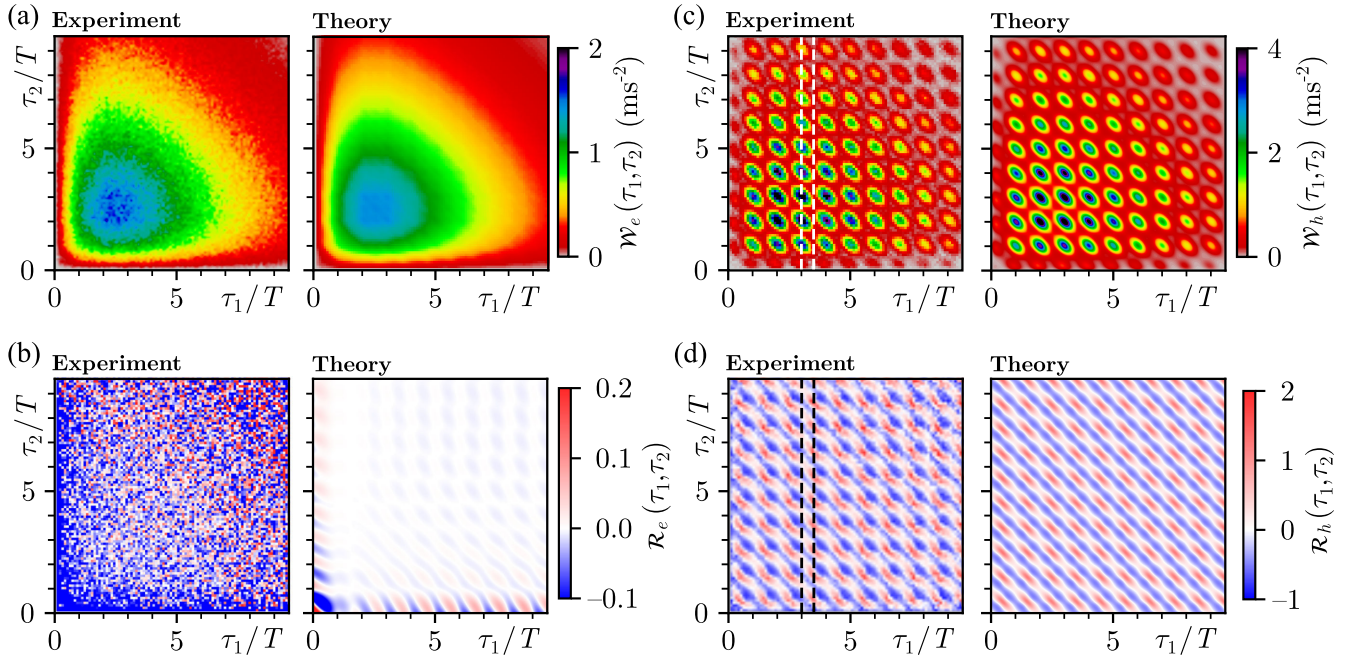 (a) Experiment Theory
τ₂/T
5
0
0 5 τ₁/T
0 5 τ₁/T
2
1
0
𝒲ₑ(τ₁,τ₂) (ms⁻²)
(c) Experiment Theory
τ₂/T
5
0
0 5 τ₁/T
0 5 τ₁/T
4
2
0
𝒲ₕ(τ₁,τ₂) (ms⁻²)
(b) Experiment Theory
τ₂/T
5
0
0 5 τ₁/T
0 5 τ₁/T
0.2
0.1
0.0
−0.1
ℛₑ(τ₁,τ₂)
(d) Experiment Theory
τ₂/T
5
0
0 5 τ₁/T
0 5 τ₁/T
2
1
0
−1
ℛₕ(τ₁,τ₂)